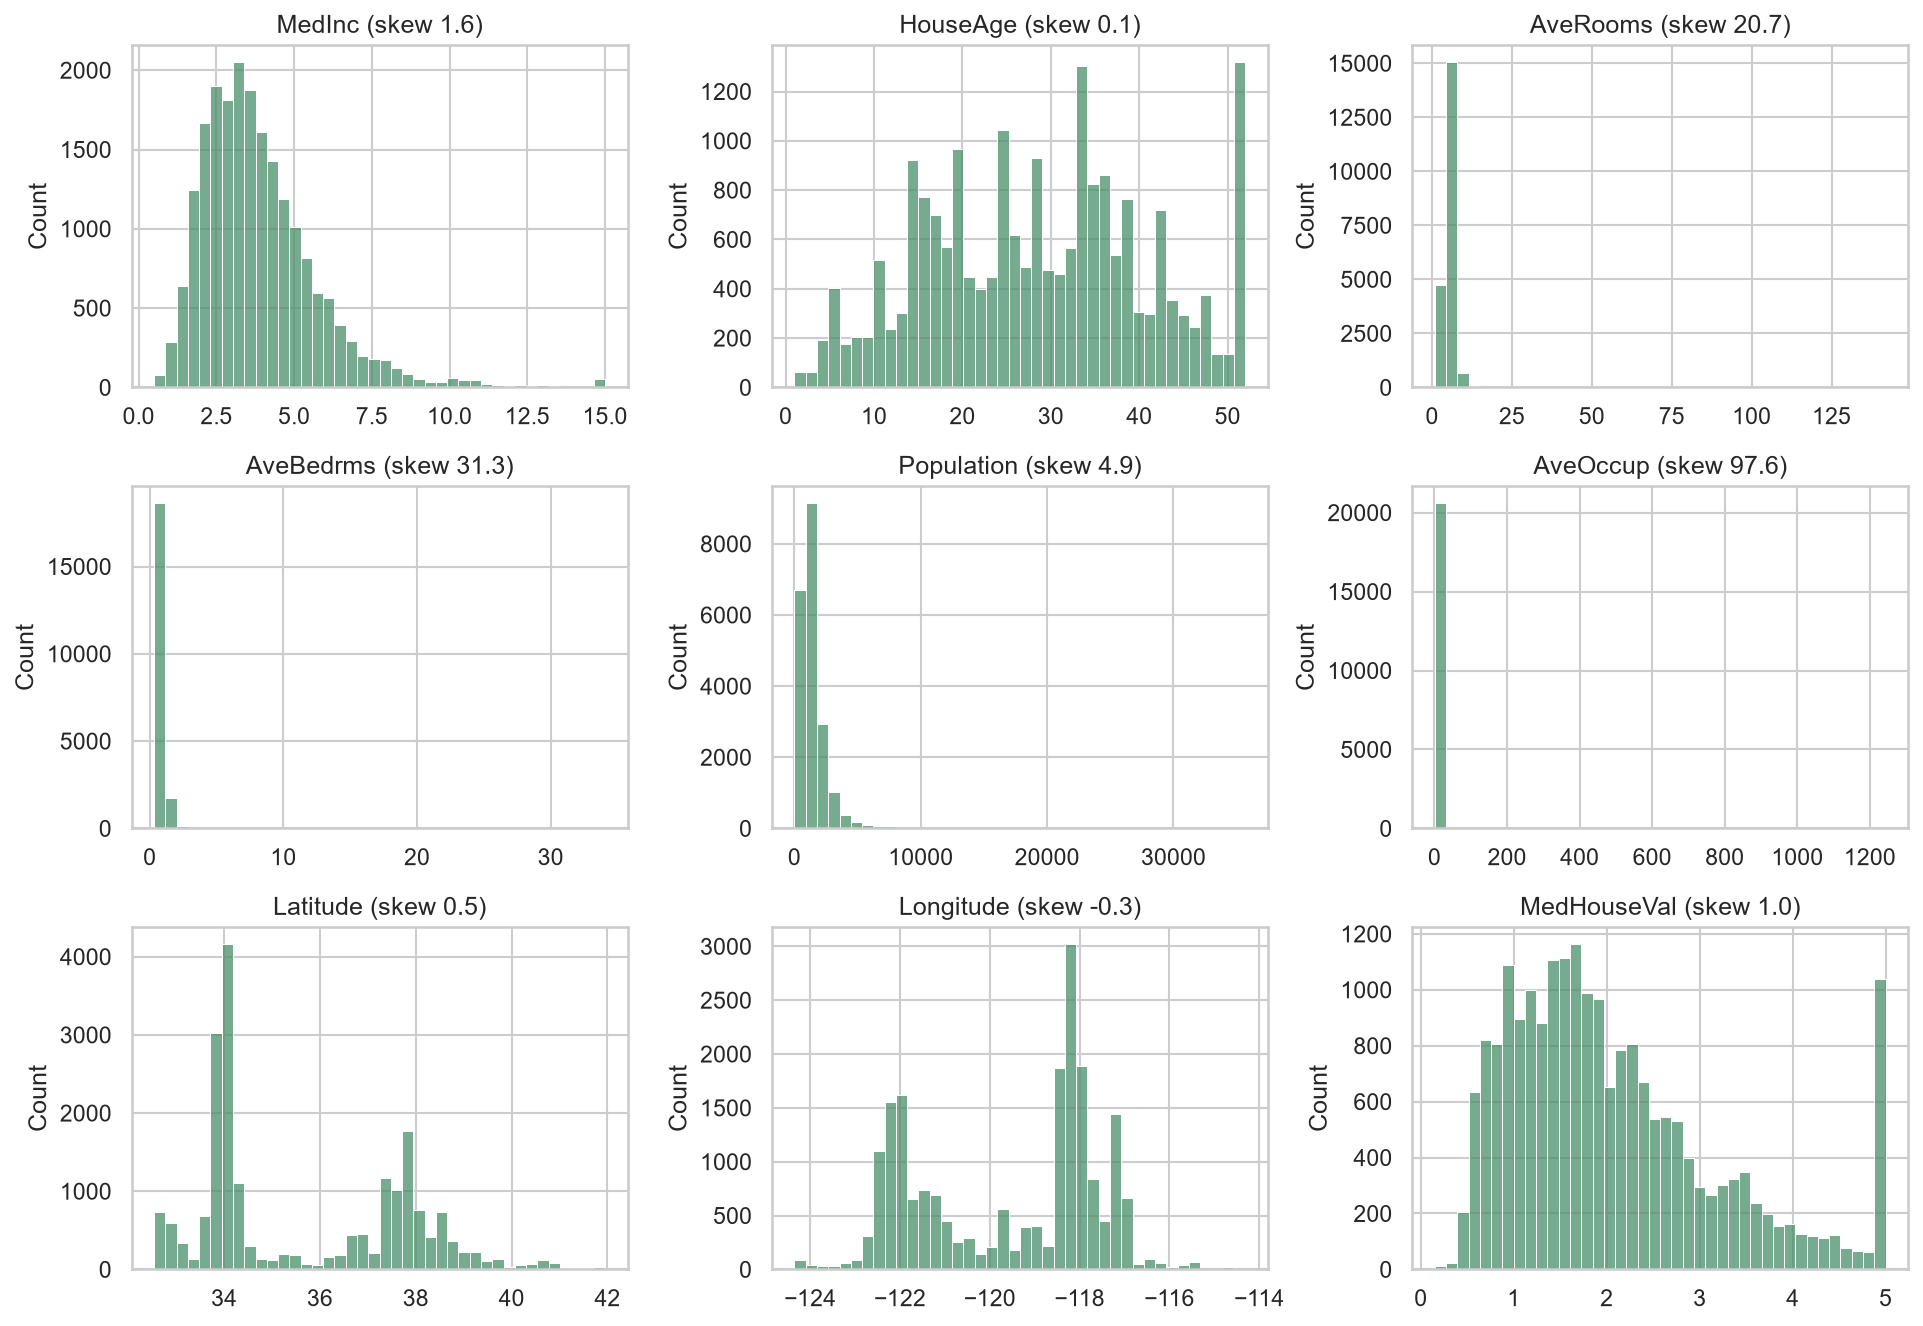 MedInc (skew 1.6)
Count
2000
1500
1000
500
0
0.0 2.5 5.0 7.5 10.0 12.5 15.0
HouseAge (skew 0.1)
Count
1200
1000
800
600
400
200
0
0 10 20 30 40 50
AveRooms (skew 20.7)
Count
15000
12500
10000
7500
5000
2500
0
0 25 50 75 100 125
AveBedrms (skew 31.3)
Count
15000
10000
5000
0
0 10 20 30
Population (skew 4.9)
Count
8000
6000
4000
2000
0
0 10000 20000 30000
AveOccup (skew 97.6)
Count
20000
15000
10000
5000
0
0 200 400 600 800 1000 1200
Latitude (skew 0.5)
Count
4000
3000
2000
1000
0
34 36 38 40 42
Longitude (skew -0.3)
Count
3000
2500
2000
1500
1000
500
0
−124 −122 −120 −118 −116 −114
MedHouseVal (skew 1.0)
Count
1200
1000
800
600
400
200
0
0 1 2 3 4 5